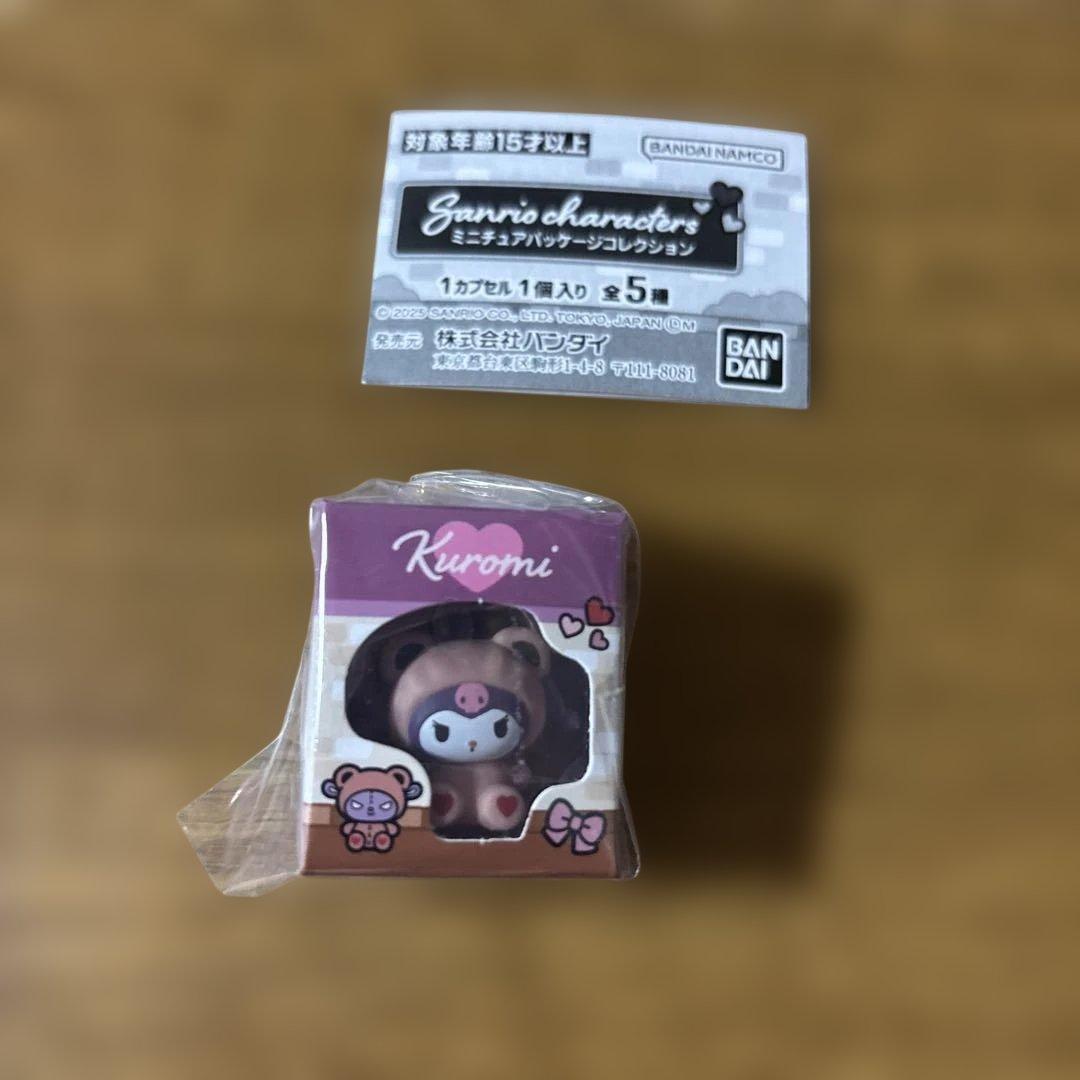 対象年齢15才以上
BANDAI NAMCO
Sanrio characters
ミニチュアパッケージコレクション
1カプセル1個入り 全5種
© 2025 SANRIO CO., LTD. TOKYO, JAPAN Ⓛ M
発売元 株式会社バンダイ
東京都台東区駒形1-4-8 〒111-8081
BAN
DAI
Kuromi